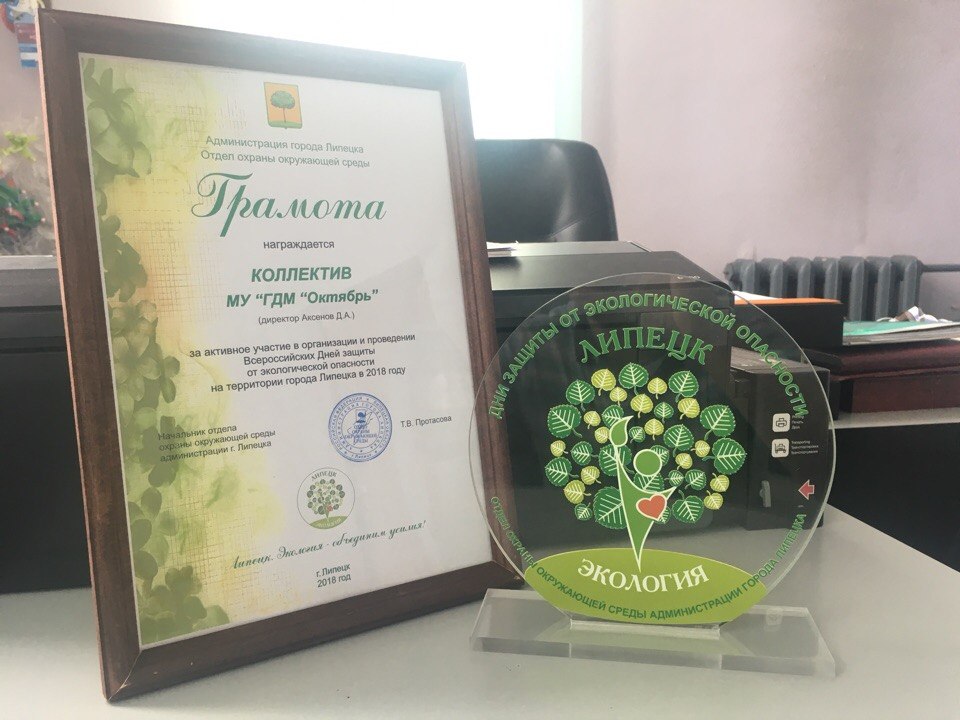 Администрация города Липецка
Отдел охраны окружающей среды
Грамота
награждается
КОЛЛЕКТИВ
МУ “ГДМ “Октябрь”
(директор Аксенов Д.А.)
за активное участие в организации и проведении
Всероссийских Дней защиты
от экологической опасности
на территории города Липецка в 2018 году
Начальник отдела
охраны окружающей среды
администрации г. Липецка
Т.В. Протасова
ЛИПЕЦК
Липецк. Экология - объединим усилия!
г.Липецк
2018 год
ДНИ ЗАЩИТЫ ОТ ЭКОЛОГИЧЕСКОЙ ОПАСНОСТИ
ЛИПЕЦК
ЭКОЛОГИЯ
ОТДЕЛ ОХРАНЫ ОКРУЖАЮЩЕЙ СРЕДЫ АДМИНИСТРАЦИИ ГОРОДА ЛИПЕЦКА